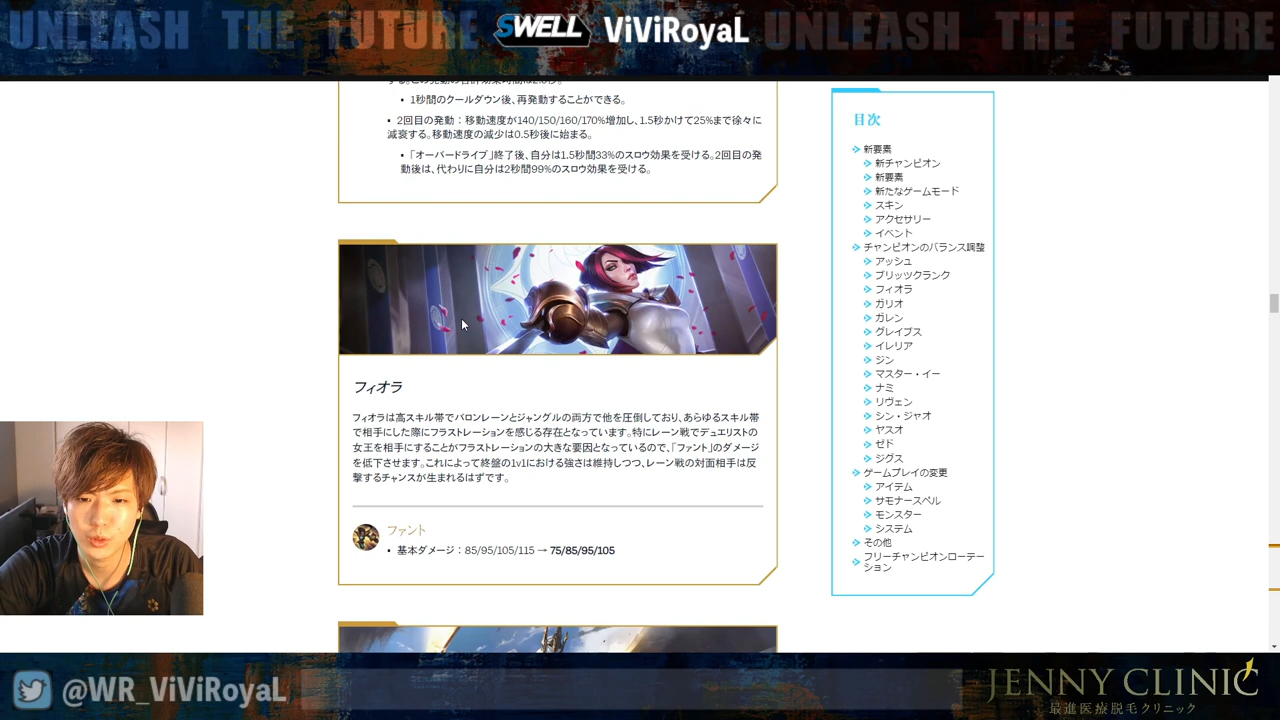 UNLEASH THE FUTURE
SWELL ViViRoyaL
UNLEASH THE FUTURE
1秒間のクールダウン後、再発動することができる。
2回目の発動：移動速度が140/150/160/170%増加し、1.5秒かけて25%まで徐々に
減衰する。移動速度の減少は0.5秒後に始まる。
「オーバードライブ」終了後、自分は1.5秒間33%のスロウ効果を受ける。2回目の発
動後は、代わりに自分は2秒間99%のスロウ効果を受ける。
フィオラ
フィオラは高スキル帯でバロンレーンとジャングルの両方で他を圧倒しており、あらゆるスキル帯
で相手にした際にフラストレーションを感じる存在となっています。特にレーン戦でデュエリストの
女王を相手にすることがフラストレーションの大きな要因となっているので、「ファント」のダメージ
を低下させます。これによって終盤の1v1における強さは維持しつつ、レーン戦の対面相手は反
撃するチャンスが生まれるはずです。
ファント
基本ダメージ：85/95/105/115 → 75/85/95/105
目次
新要素
新チャンピオン
新要素
新たなゲームモード
スキン
アクセサリー
イベント
チャンピオンのバランス調整
アッシュ
ブリッツクランク
フィオラ
ガリオ
ガレン
グレイブス
イレリア
ジン
マスター・イー
ナミ
リヴェン
シン・ジャオ
ヤスオ
ゼド
ジグス
ゲームプレイの変更
アイテム
サモナースペル
モンスター
システム
その他
フリーチャンピオンローテー
ション
@WR_ViViRoyaL
JENNY CLINIC
最進医療脱毛クリニック